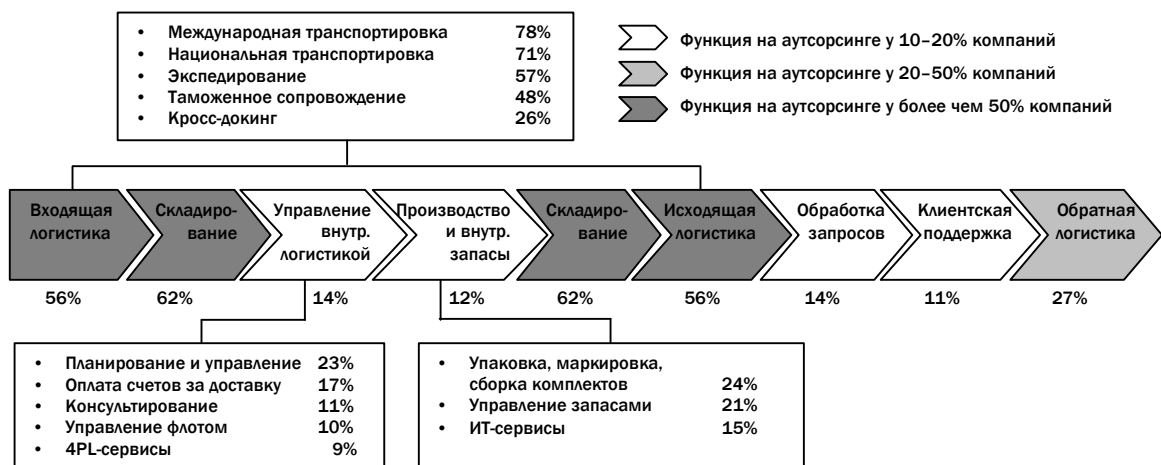 • Международная транспортировка 78%
• Национальная транспортировка 71%
• Экспедирование 57%
• Таможенное сопровождение 48%
• Кросс-докинг 26%
Функция на аутсорсинге у 10–20% компаний
Функция на аутсорсинге у 20–50% компаний
Функция на аутсорсинге у более чем 50% компаний
Входящая
логистика
Складиро-
вание
Управление
внутр.
логистикой
Производство
и внутр.
запасы
Складиро-
вание
Исходящая
логистика
Обработка
запросов
Клиентская
поддержка
Обратная
логистика
56% 62% 14% 12% 62% 56% 14% 11% 27%
• Планирование и управление 23%
• Оплата счетов за доставку 17%
• Консультирование 11%
• Управление флотом 10%
• 4PL-сервисы 9%
• Упаковка, маркировка,
сборка комплектов 24%
• Управление запасами 21%
• ИТ-сервисы 15%